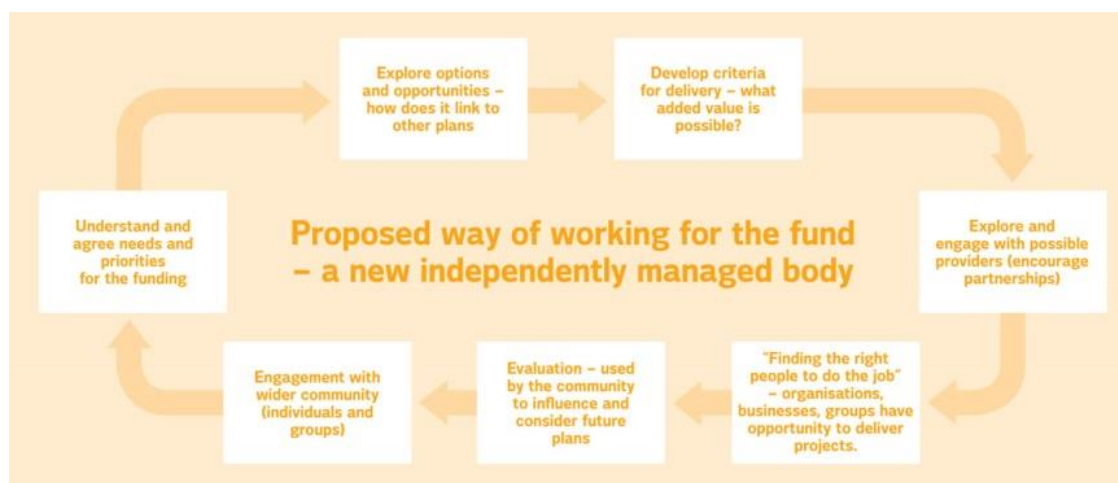 Explore options
and opportunities –
how does it link to
other plans
Develop criteria
for delivery – what
added value is
possible?
Understand and
agree needs and
priorities
for the funding
Proposed way of working for the fund
– a new independently managed body
Explore and
engage with possible
providers (encourage
partnerships)
Engagement with
wider community
(individuals and
groups)
Evaluation – used
by the community
to influence and
consider future
plans
"Finding the right
people to do the job"
– organisations,
businesses, groups have
opportunity to deliver
projects.